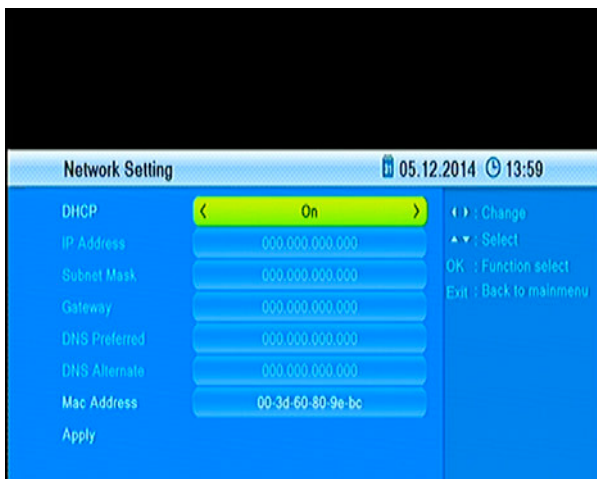 Network Setting 31 05.12.2014 13:59
DHCP < On >
IP Address 000.000.000.000
Subnet Mask 000.000.000.000
Gateway 000.000.000.000
DNS Preferred 000.000.000.000
DNS Alternate 000.000.000.000
Mac Address 00-3d-60-80-9e-bc
Apply
: Change
: Select
OK : Function select
Exit : Back to mainmenu